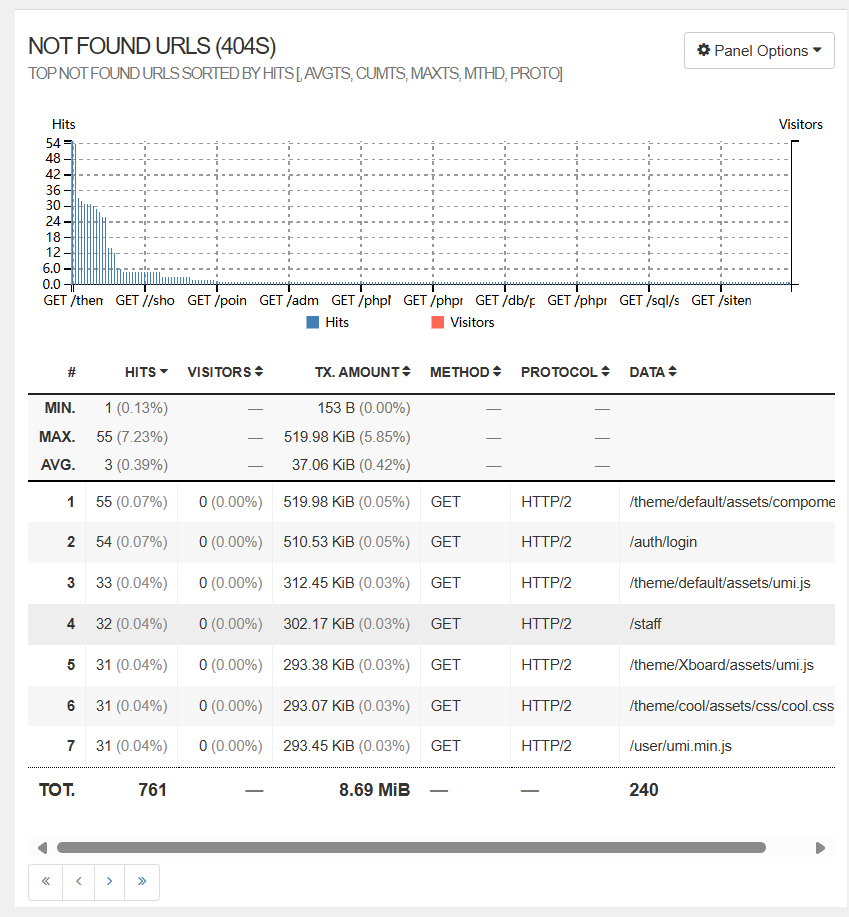 NOT FOUND URLS (404S)
Panel Options
TOP NOT FOUND URLS SORTED BY HITS [, AVGTS, CUMTS, MAXTS, MTHD, PROTO]
Hits Visitors
54
48
42
36
30
24
18
12
6.0
0.0
GET /them GET //sho GET /poin GET /adm GET /phpM GET /phpr GET /db/p GET /phpr GET /sql/s GET /siten
Hits Visitors
# HITS VISITORS TX. AMOUNT METHOD PROTOCOL DATA
MIN. 1 (0.13%) — 153 B (0.00%) — —
MAX. 55 (7.23%) — 519.98 KiB (5.85%) — —
AVG. 3 (0.39%) — 37.06 KiB (0.42%) — —
1 55 (0.07%) 0 (0.00%) 519.98 KiB (0.05%) GET HTTP/2 /theme/default/assets/compome
2 54 (0.07%) 0 (0.00%) 510.53 KiB (0.05%) GET HTTP/2 /auth/login
3 33 (0.04%) 0 (0.00%) 312.45 KiB (0.03%) GET HTTP/2 /theme/default/assets/umi.js
4 32 (0.04%) 0 (0.00%) 302.17 KiB (0.03%) GET HTTP/2 /staff
5 31 (0.04%) 0 (0.00%) 293.38 KiB (0.03%) GET HTTP/2 /theme/Xboard/assets/umi.js
6 31 (0.04%) 0 (0.00%) 293.07 KiB (0.03%) GET HTTP/2 /theme/cool/assets/css/cool.css
7 31 (0.04%) 0 (0.00%) 293.45 KiB (0.03%) GET HTTP/2 /user/umi.min.js
TOT. 761 — 8.69 MiB — — 240
« ‹ › »